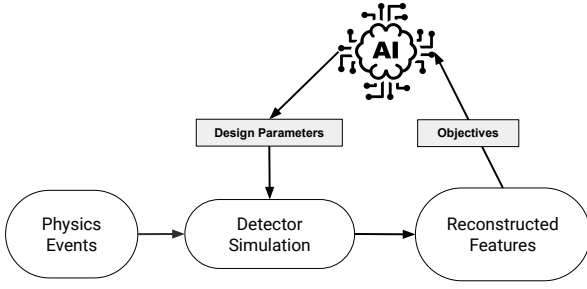 AI
Design Parameters
Objectives
Physics
Events
Detector
Simulation
Reconstructed
Features